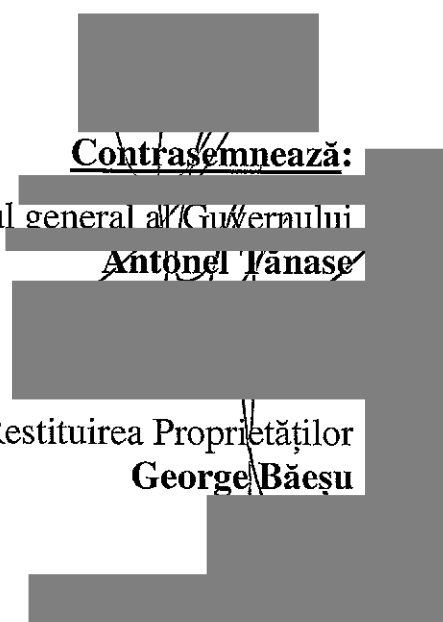 Contrasemnează:
general al Guvernului
Antonel Tănase
Restituirea Proprietăților
George Băeșu